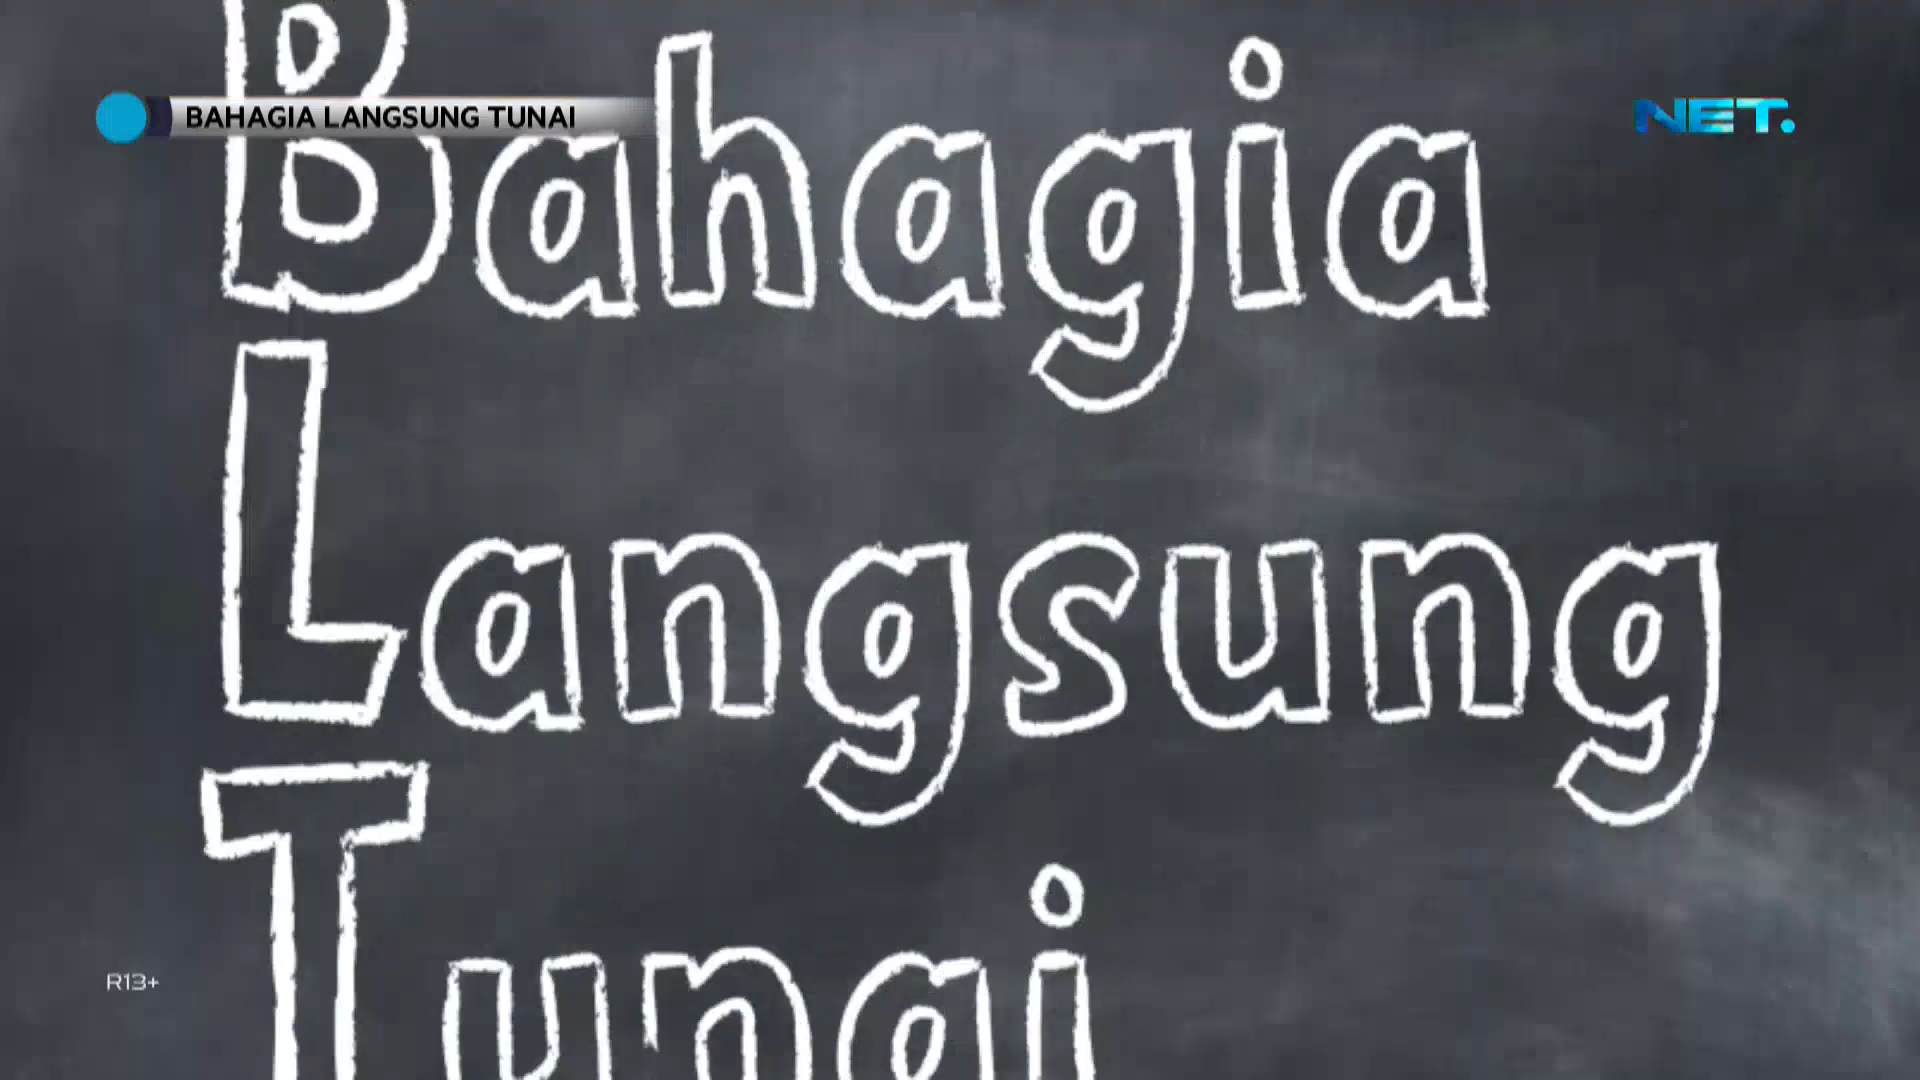 BAHAGIA LANGSUNG TUNAI
NET.
Bahagia
Langsung
Tunai
R13+